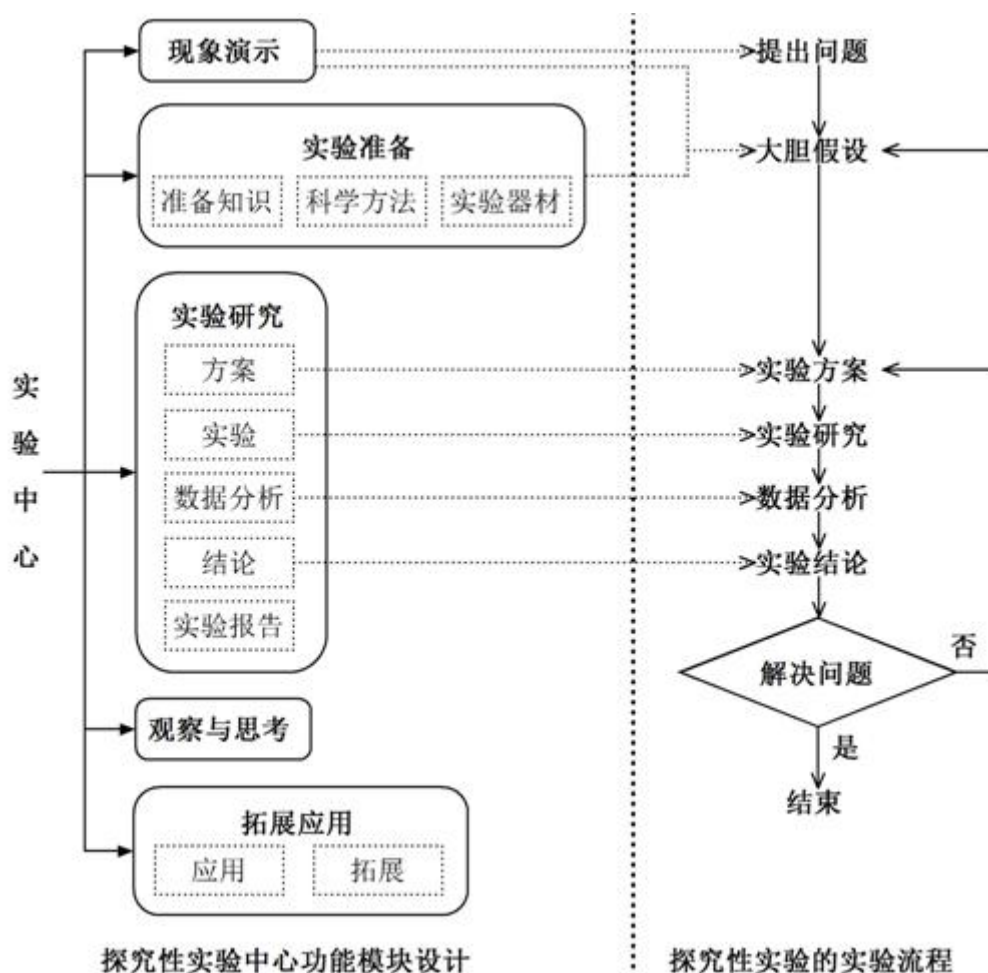 现象演示
实验准备
准备知识
科学方法
实验器材
实验研究
方案
实验
数据分析
结论
实验报告
实验中心
观察与思考
拓展应用
应用
拓展
探究性实验中心功能模块设计
提出问题
大胆假设
实验方案
实验研究
数据分析
实验结论
解决问题
否
是
结束
探究性实验的实验流程